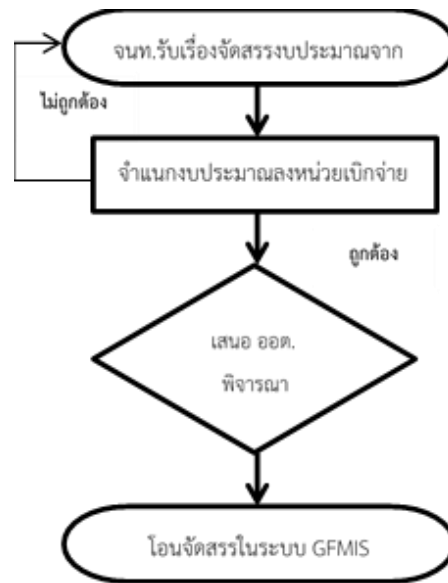 จนท.รับเรื่องจัดสรรงบประมาณจาก
ไม่ถูกต้อง
จำแนกงบประมาณลงหน่วยเบิกจ่าย
ถูกต้อง
เสนอ ออต.
พิจารณา
โอนจัดสรรในระบบ GFMIS